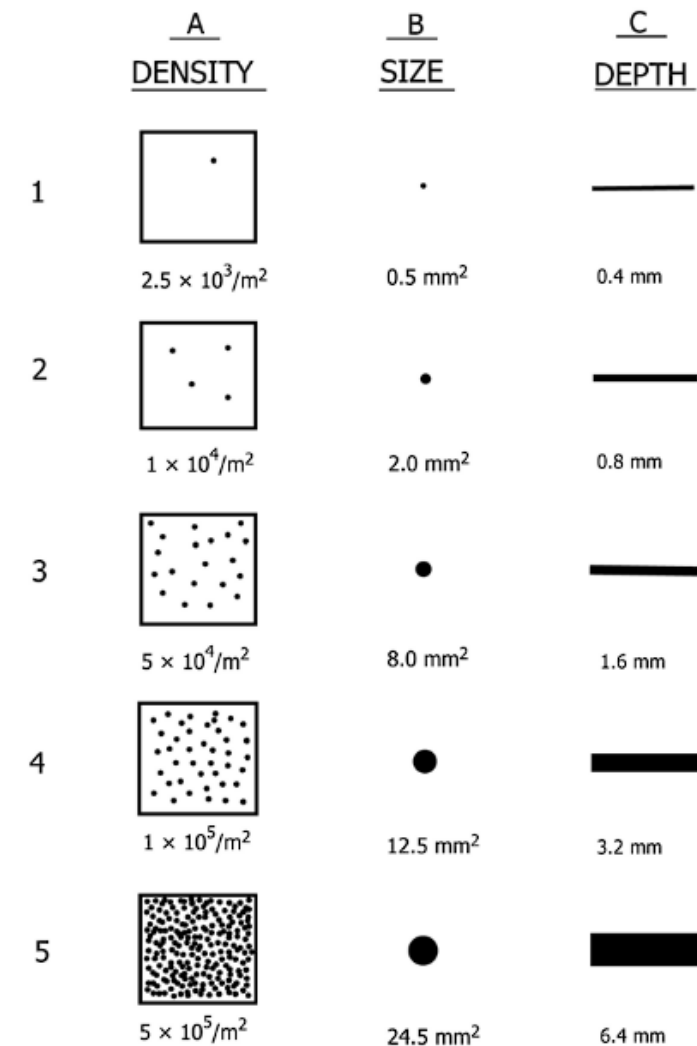 A B C
DENSITY SIZE DEPTH
1
2.5 × 10³/m² 0.5 mm² 0.4 mm
2
1 × 10⁴/m² 2.0 mm² 0.8 mm
3
5 × 10⁴/m² 8.0 mm² 1.6 mm
4
1 × 10⁵/m² 12.5 mm² 3.2 mm
5
5 × 10⁵/m² 24.5 mm² 6.4 mm